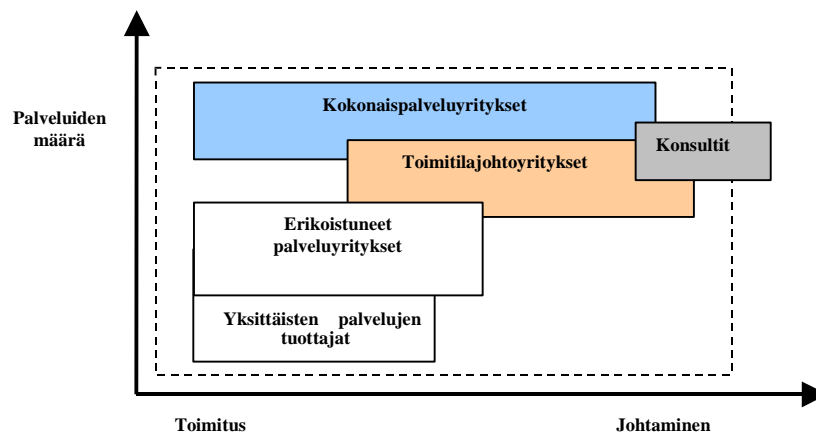 Palveluiden
määrä
Kokonaispalveluyritykset
Konsultit
Toimitilajohtoyritykset
Erikoistuneet
palveluyritykset
Yksittäisten palvelujen
tuottajat
Toimitus
Johtaminen